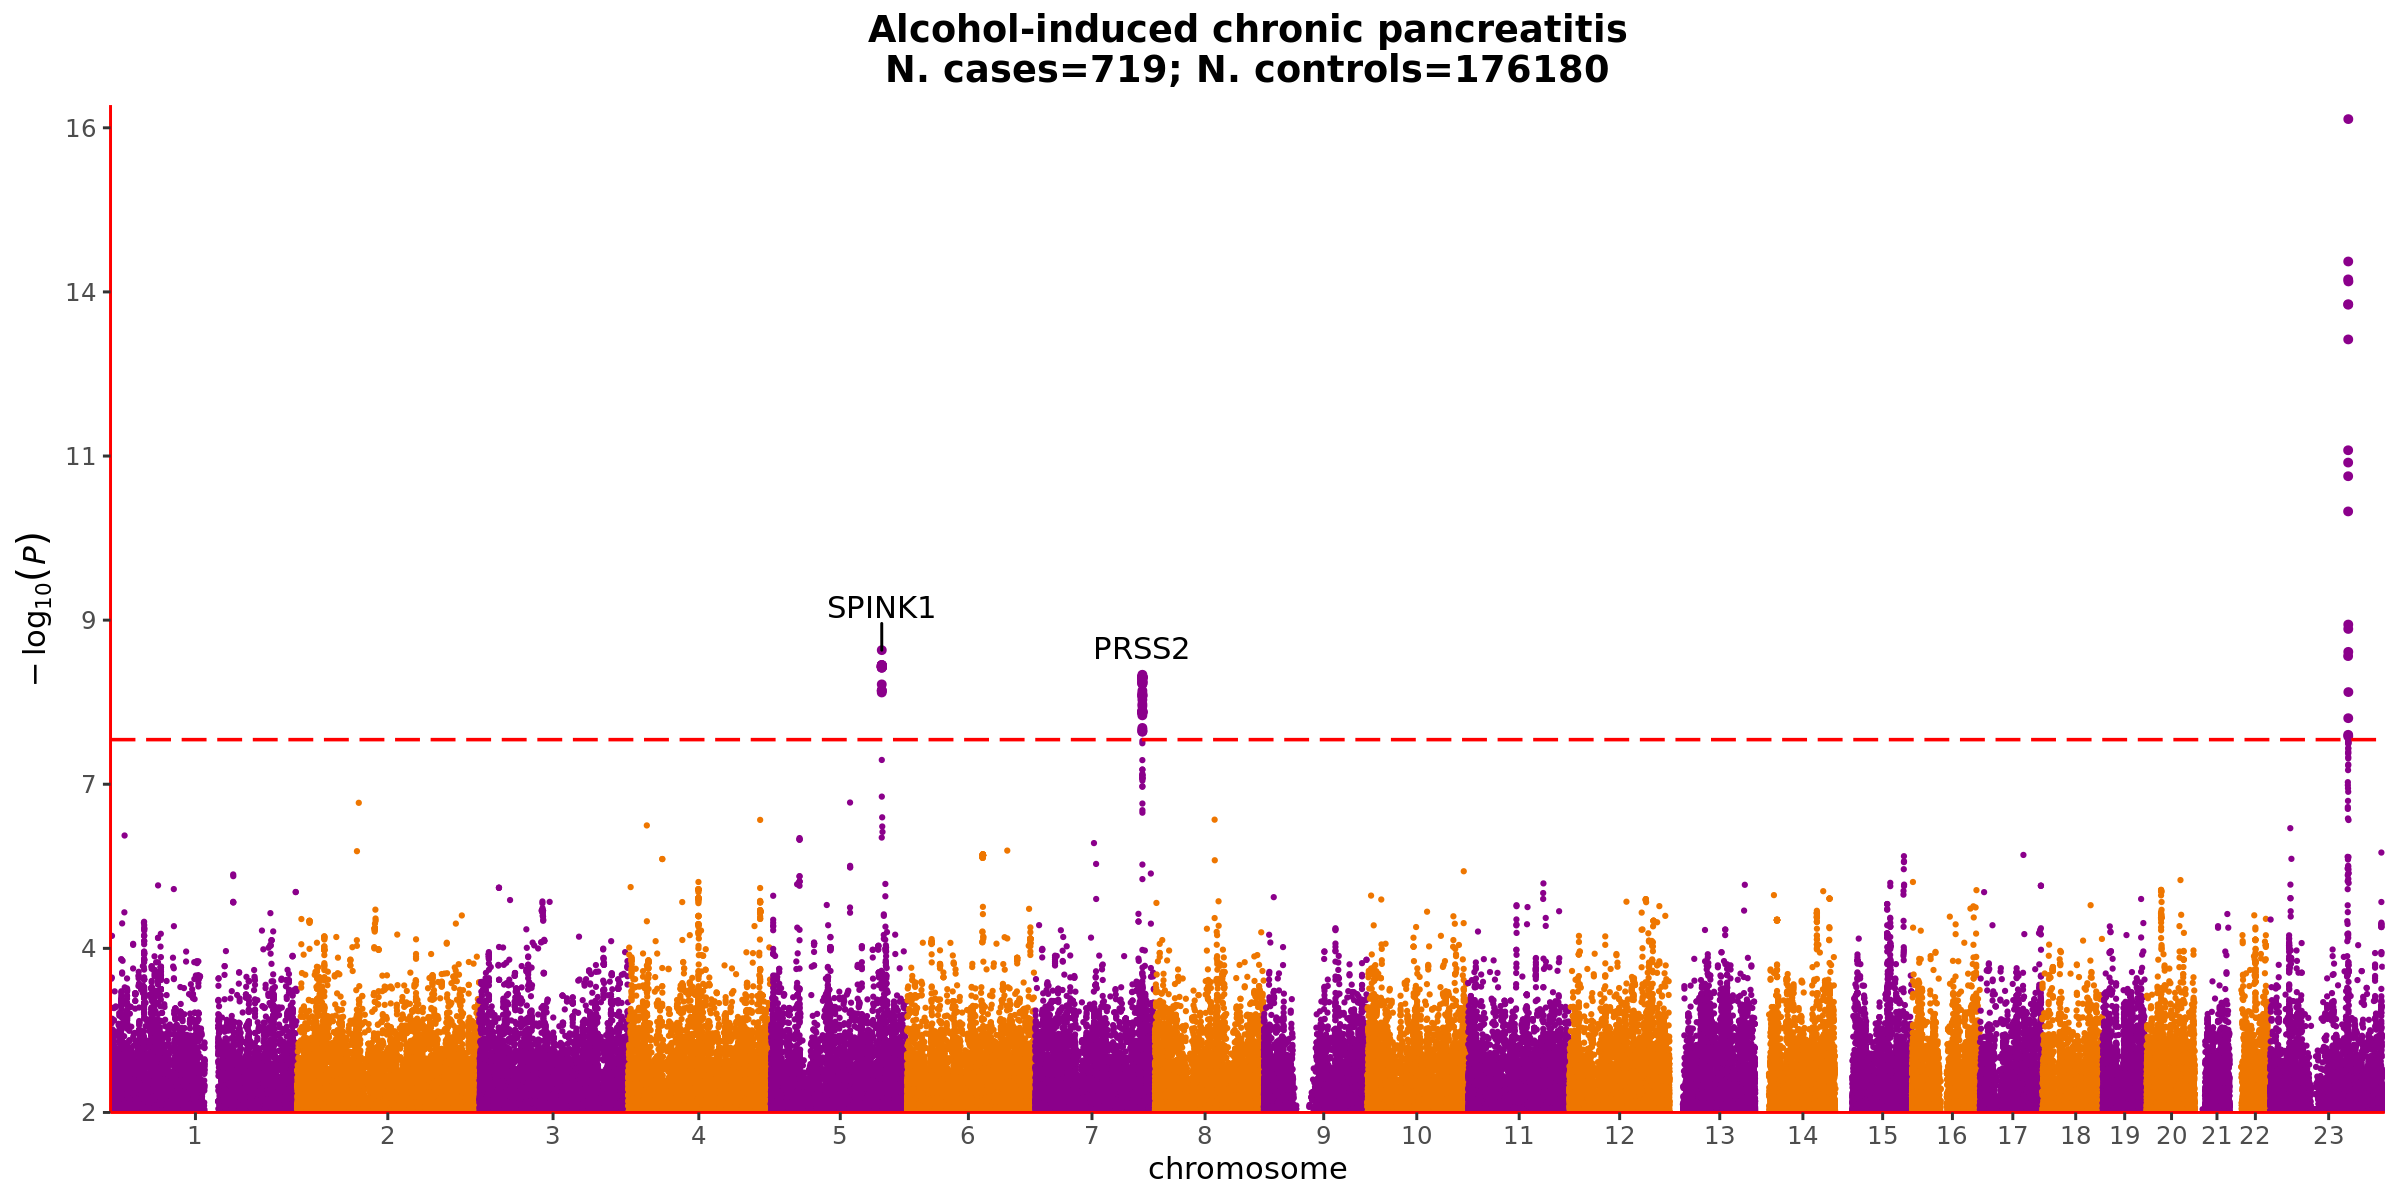 Alcohol-induced chronic pancreatitis
N. cases=719; N. controls=176180
16
14
11
9
7
4
2
− log₁₀(P)
SPINK1
PRSS2
1 2 3 4 5 6 7 8 9 10 11 12 13 14 15 16 17 18 19 20 21 22 23
chromosome